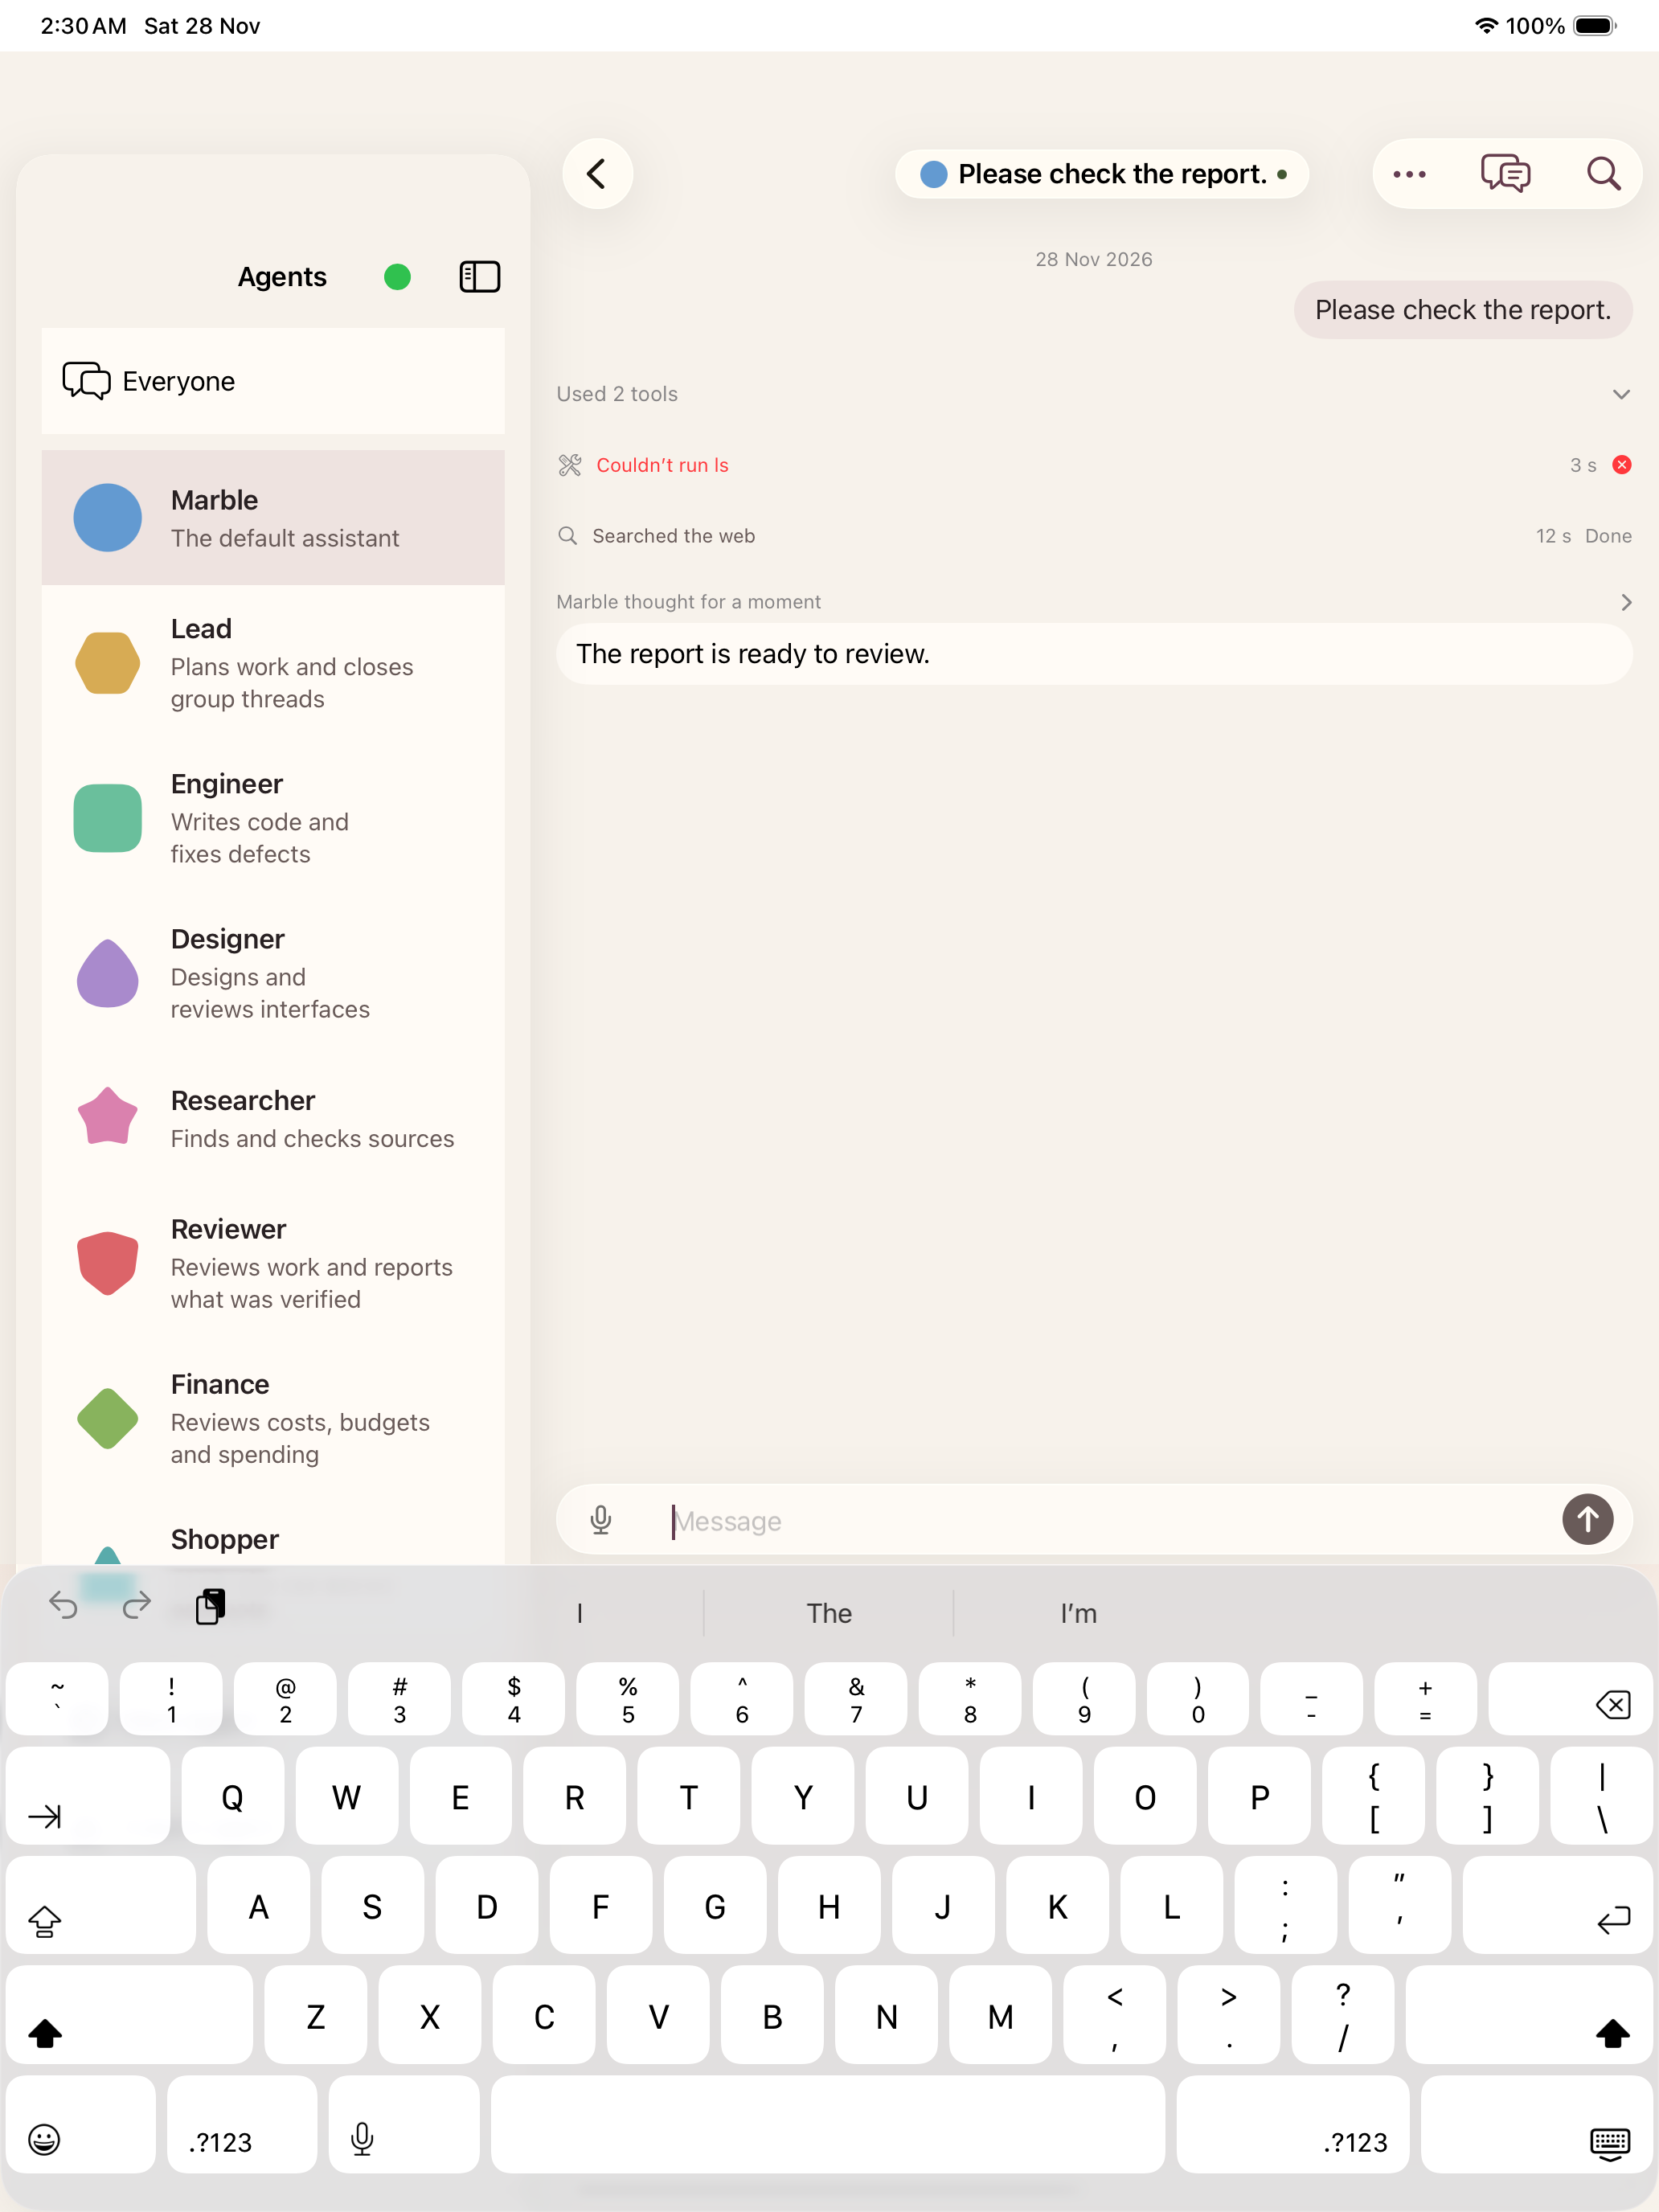 2:30 AM Sat 28 Nov
100%
Please check the report.
28 Nov 2026
Please check the report.
Agents
Everyone
Marble
The default assistant
Lead
Plans work and closes
group threads
Engineer
Writes code and
fixes defects
Designer
Designs and
reviews interfaces
Researcher
Finds and checks sources
Reviewer
Reviews work and reports
what was verified
Finance
Reviews costs, budgets
and spending
Shopper
Used 2 tools
Couldn’t run ls
3 s
Searched the web
12 s Done
Marble thought for a moment
The report is ready to review.
Message
I The I’m
~ ! @ # $ % ^ & * ( ) _ +
` 1 2 3 4 5 6 7 8 9 0 - =
Q W E R T Y U I O P { } |
[ ] \
A S D F G H J K L : "
; '
Z X C V B N M < > ?
, . /
.?123 .?123